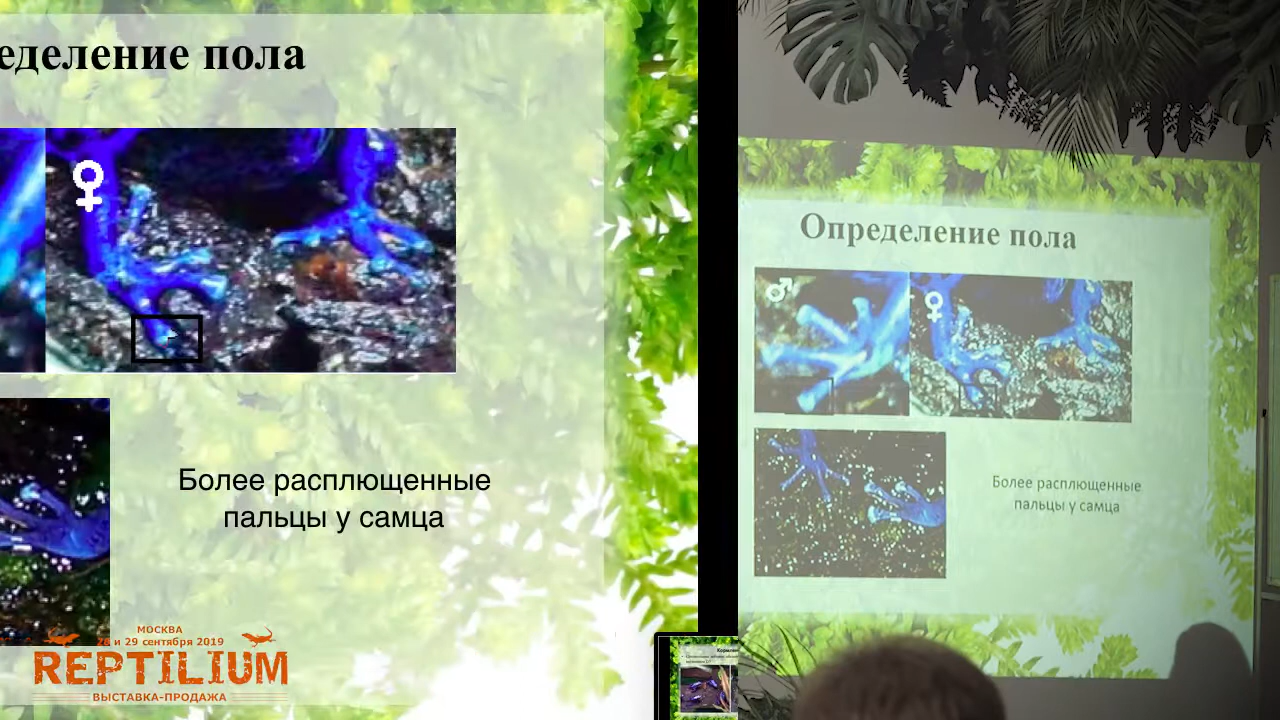 еделение пола
♀
Более расплющенные
пальцы у самца
МОСКВА
28 и 29 сентября 2019
REPTILIUM
ВЫСТАВКА-ПРОДАЖА
Определение пола
♂ ♀
Более расплющенные
пальцы у самца